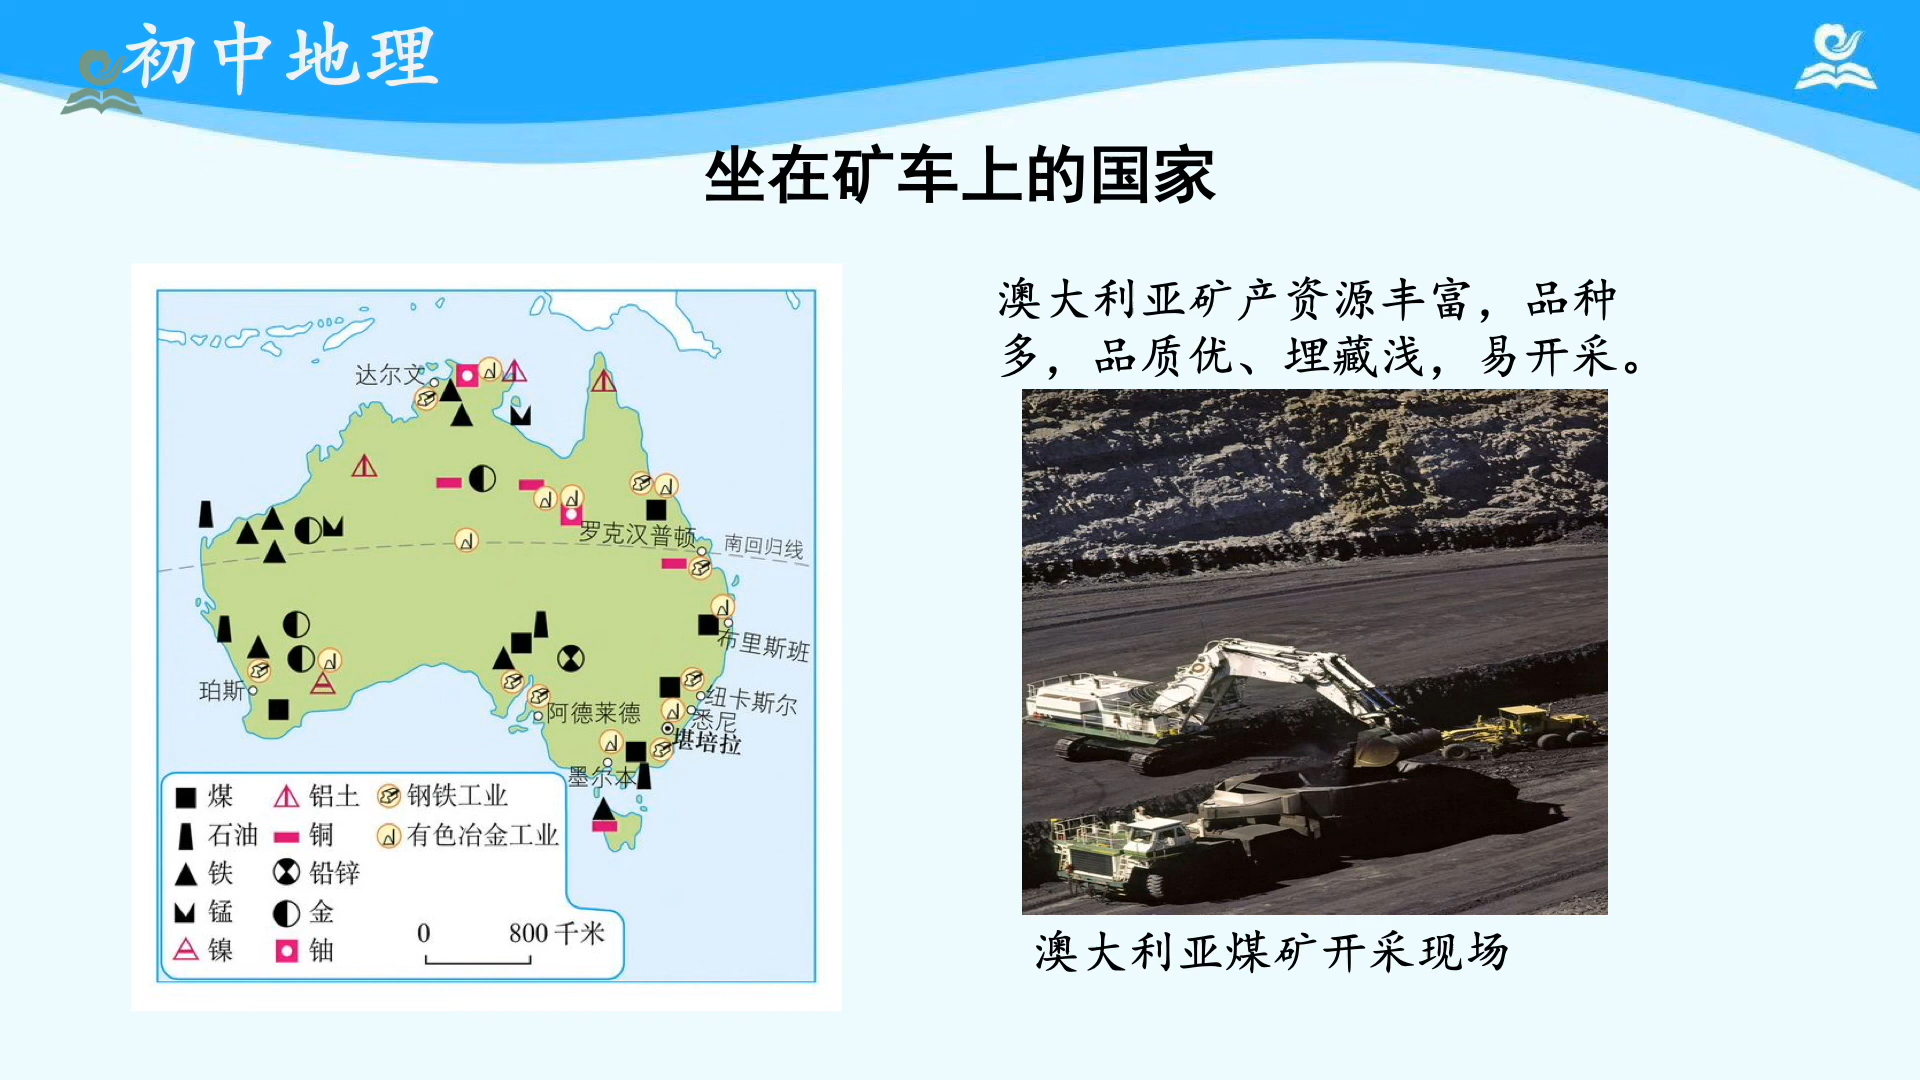 初中地理
坐在矿车上的国家
澳大利亚矿产资源丰富，品种
多，品质优、埋藏浅，易开采。
达尔文
罗克汉普顿
南回归线
布里斯班
珀斯
纽卡斯尔
阿德莱德
悉尼
堪培拉
墨尔本
煤 铝土 钢铁工业
石油 铜 有色冶金工业
铁 铅锌
锰 金
镍 铀
0 800 千米
澳大利亚煤矿开采现场